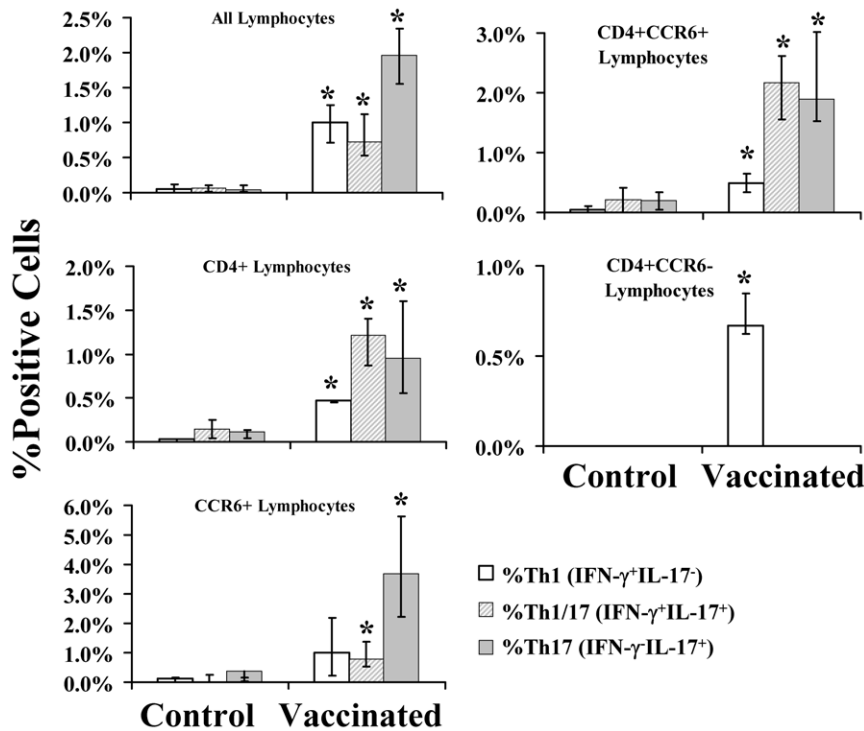 %Positive Cells
All Lymphocytes
2.5%
2.0%
1.5%
1.0%
0.5%
0.0%
* * *
CD4+ Lymphocytes
2.0%
1.5%
1.0%
0.5%
0.0%
* * *
CCR6+ Lymphocytes
6.0%
5.0%
4.0%
3.0%
2.0%
1.0%
0.0%
* *
Control Vaccinated
CD4+CCR6+
Lymphocytes
3.0%
2.0%
1.0%
0.0%
* * *
CD4+CCR6-
Lymphocytes
1.0%
0.5%
0.0%
*
Control Vaccinated
%Th1 (IFN-γ⁺IL-17⁻)
%Th1/17 (IFN-γ⁺IL-17⁺)
%Th17 (IFN-γ⁻IL-17⁺)